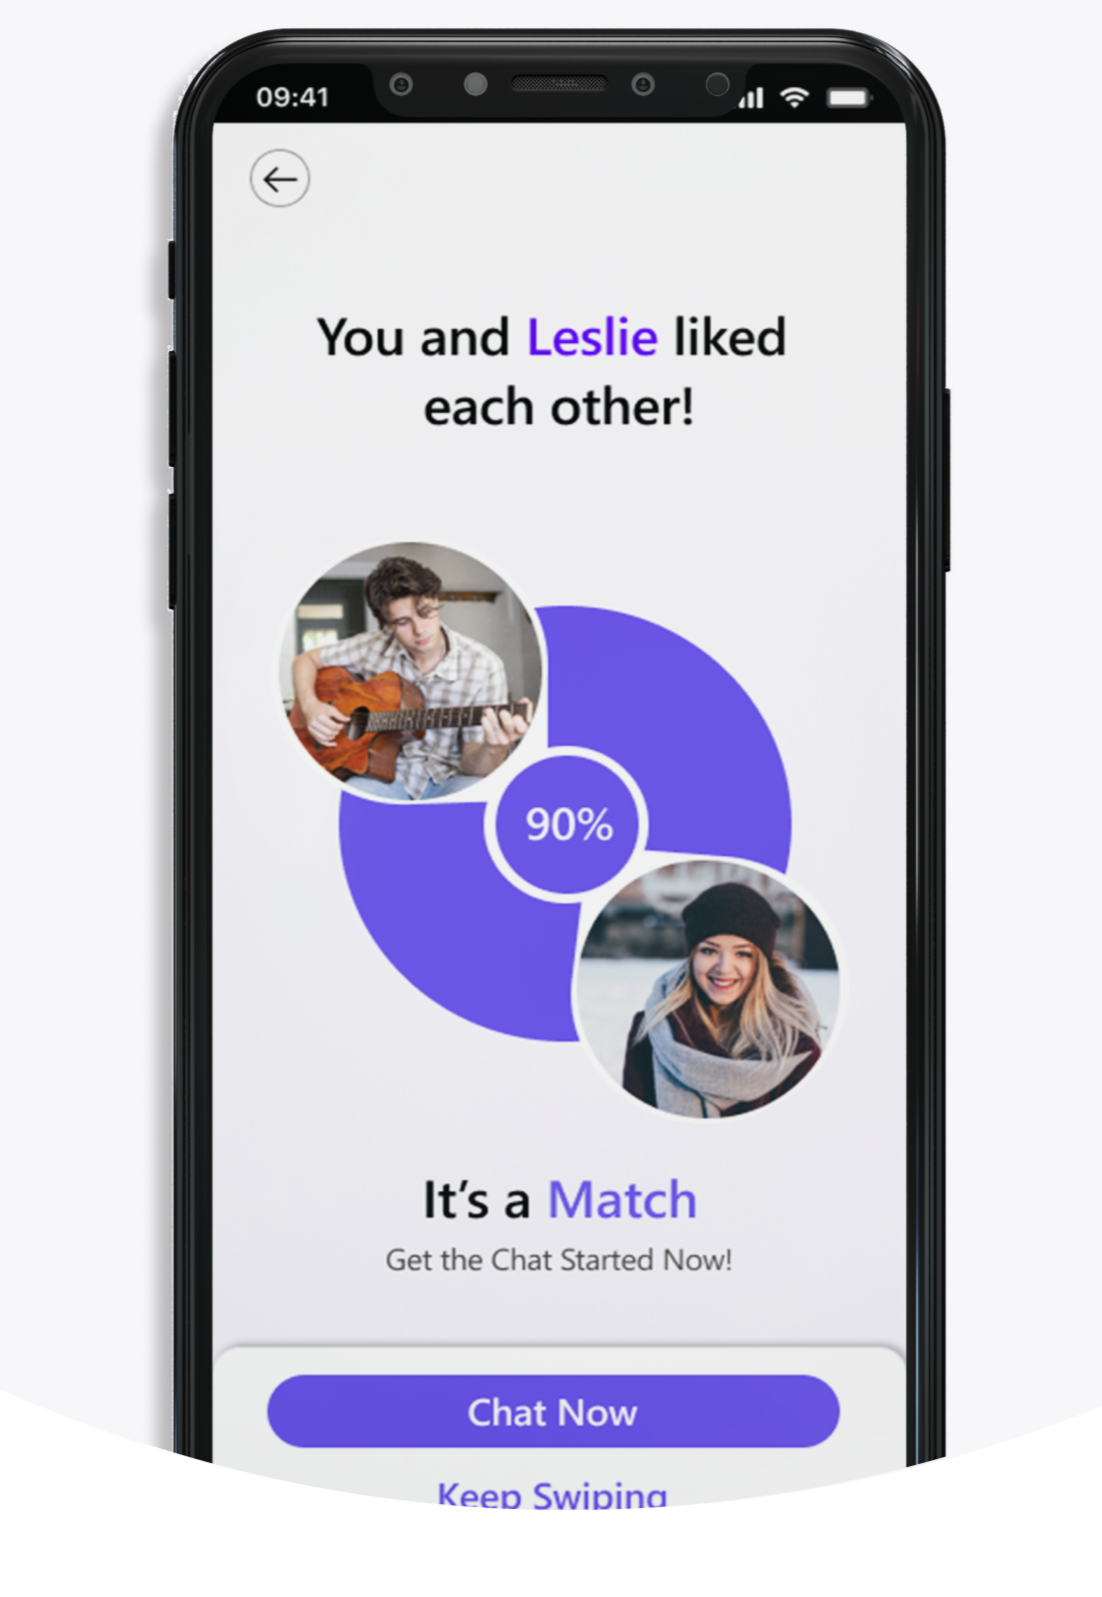 09:41
You and Leslie liked
each other!
90%
It’s a Match
Get the Chat Started Now!
Chat Now
Keep Swiping